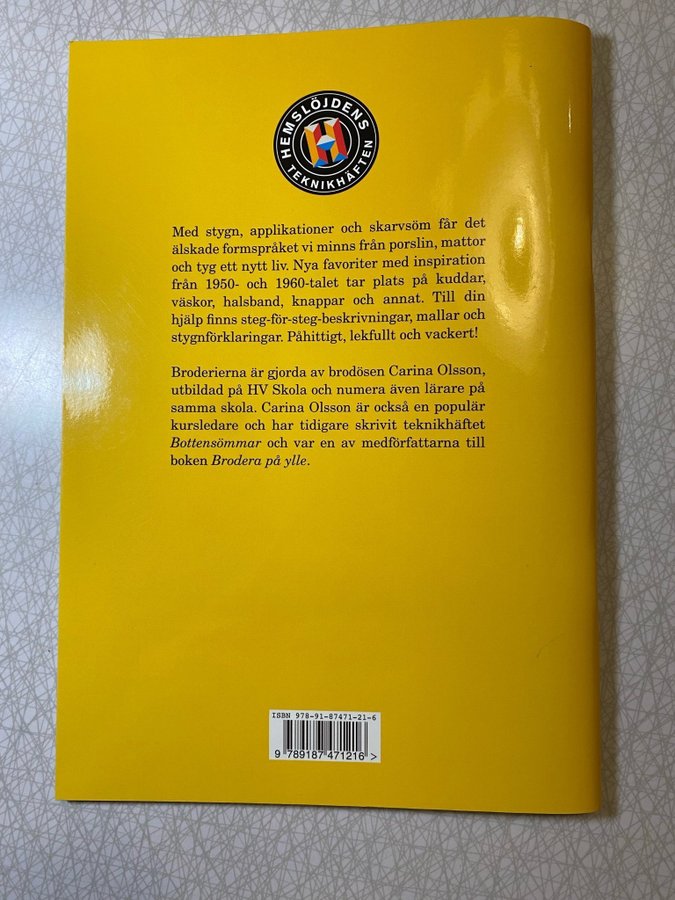 HEMSLÖJDENS
TEKNIKHÄFTEN
Med stygn, applikationer och skarvsöm får det
älskade formspråket vi minns från porslin, mattor
och tyg ett nytt liv. Nya favoriter med inspiration
från 1950- och 1960-talet tar plats på kuddar,
väskor, halsband, knappar och annat. Till din
hjälp finns steg-för-steg-beskrivningar, mallar och
stygnförklaringar. Påhittigt, lekfullt och vackert!
Broderierna är gjorda av brodösen Carina Olsson,
utbildad på HV Skola och numera även lärare på
samma skola. Carina Olsson är också en populär
kursledare och har tidigare skrivit teknikhäftet
Bottensömmar och var en av medförfattarna till
boken Brodera på ylle.
ISBN 978-91-87471-21-6
9 789187 471216 >